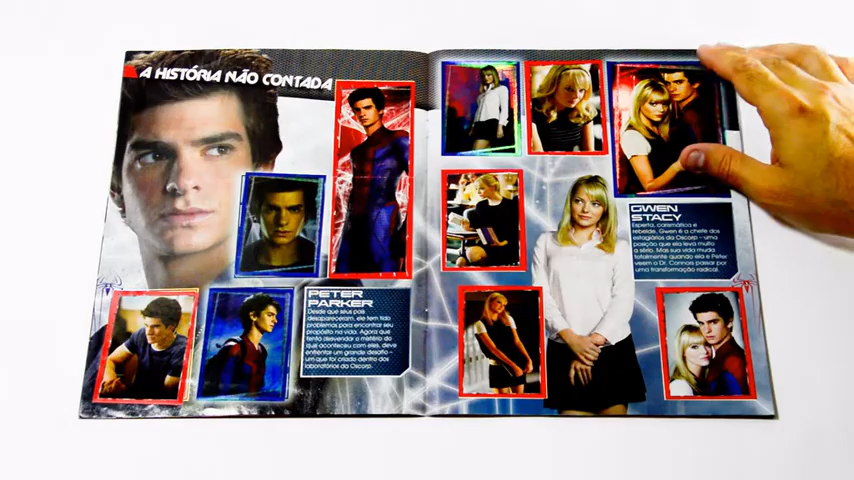 A HISTÓRIA NÃO CONTADA
PETER
PARKER
Desde que seus pais
desapareceram, ele tem tido
problemas para encontrar seu
propósito na vida. Agora que
tenta desvendar o mistério do
que aconteceu com eles, deve
enfrentar um grande desafio –
um que foi criado dentro dos
laboratórios da Oscorp.
GWEN
STACY
Esperta, carismática e
rebelde, Gwen é a chefe dos
estagiários da Oscorp – uma
posição que ela leva muito
a sério. Mas sua vida muda
totalmente quando ela e Peter
veem o Dr. Connors passar por
uma transformação radical.